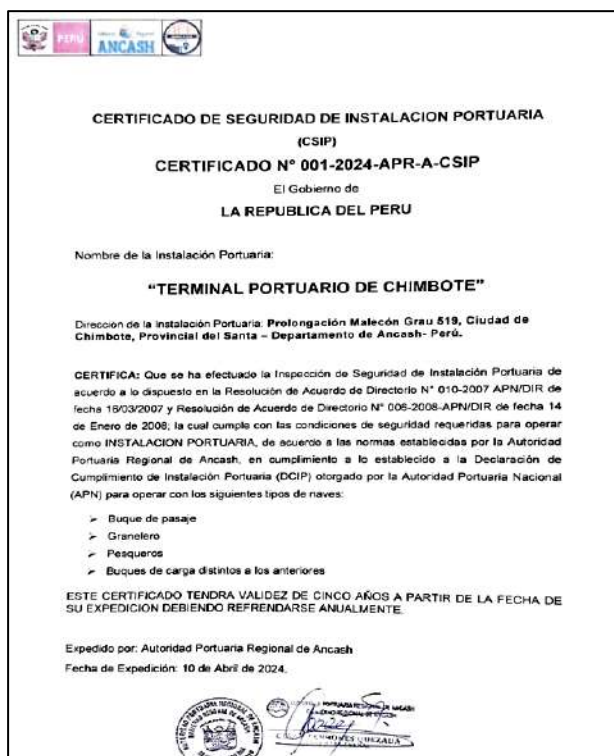 PERÚ
ANCASH
CERTIFICADO DE SEGURIDAD DE INSTALACION PORTUARIA
(CSIP)
CERTIFICADO N° 001-2024-APR-A-CSIP
El Gobierno de
LA REPUBLICA DEL PERU
Nombre de la Instalación Portuaria:
“TERMINAL PORTUARIO DE CHIMBOTE”
Dirección de la Instalación Portuaria: Prolongación Malecón Grau 519, Ciudad de
Chimbote, Provincial del Santa – Departamento de Ancash- Perú.
CERTIFICA: Que se ha efectuado la Inspección de Seguridad de Instalación Portuaria de
acuerdo a lo dispuesto en la Resolución de Acuerdo de Directorio N° 010-2007 APN/DIR de
fecha 16/03/2007 y Resolución de Acuerdo de Directorio N° 006-2008-APN/DIR de fecha 14
de Enero de 2008; la cual cumple con las condiciones de seguridad requeridas para operar
como INSTALACION PORTUARIA, de acuerdo a las normas establecidas por la Autoridad
Portuaria Regional de Ancash, en cumplimiento a lo establecido a la Declaración de
Cumplimiento de Instalación Portuaria (DCIP) otorgado por la Autoridad Portuaria Nacional
(APN) para operar con los siguientes tipos de naves:
➢ Buque de pasaje
➢ Granelero
➢ Pesqueros
➢ Buques de carga distintos a los anteriores
ESTE CERTIFICADO TENDRA VALIDEZ DE CINCO AÑOS A PARTIR DE LA FECHA DE
SU EXPEDICION DEBIENDO REFRENDARSE ANUALMENTE.
Expedido por: Autoridad Portuaria Regional de Ancash
Fecha de Expedición: 10 de Abril de 2024.
PORTUARIA REGIONAL DE ANCASH
GOBIERNO REGIONAL DE ANCASH